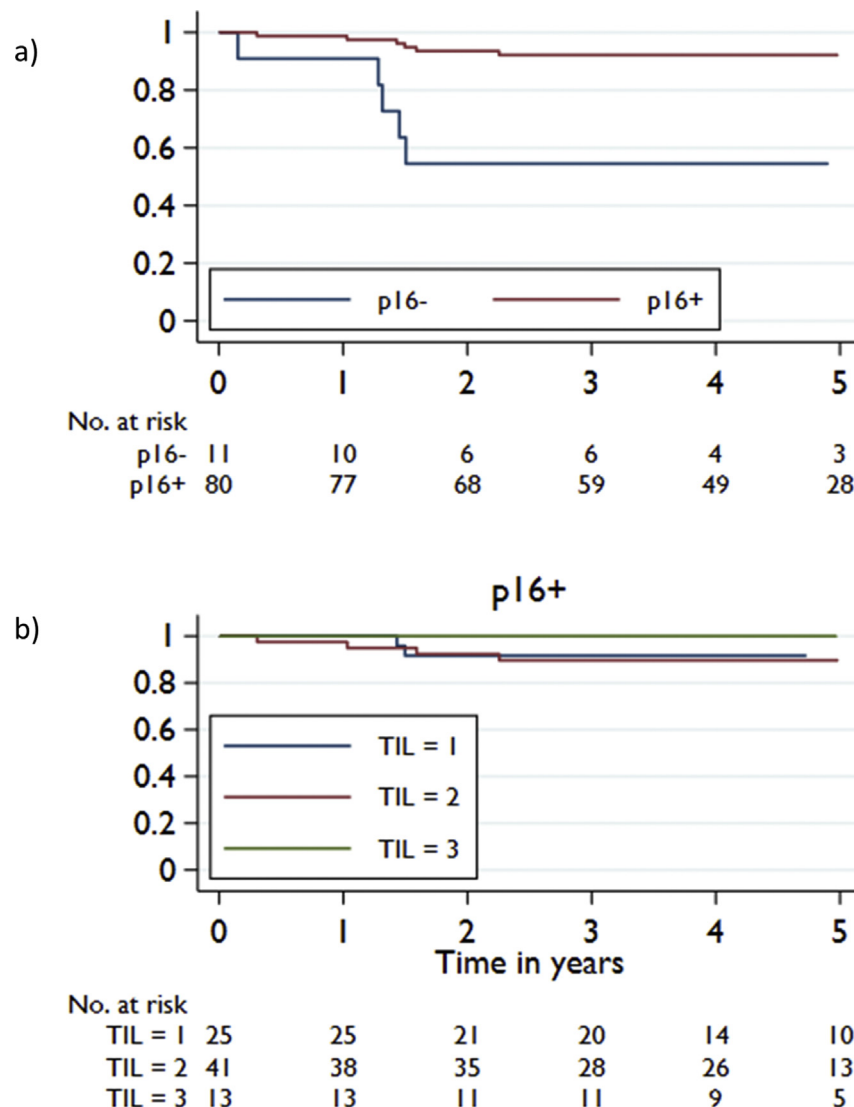 a)
1
0.8
0.6
0.4
0.2
0
p16- p16+
0 1 2 3 4 5
No. at risk
p16- 11 10 6 6 4 3
p16+ 80 77 68 59 49 28
p16+
b)
1
0.8
0.6
0.4
0.2
0
TIL = 1
TIL = 2
TIL = 3
0 1 2 3 4 5
Time in years
No. at risk
TIL = 1 25 25 21 20 14 10
TIL = 2 41 38 35 28 26 13
TIL = 3 13 13 11 11 9 5